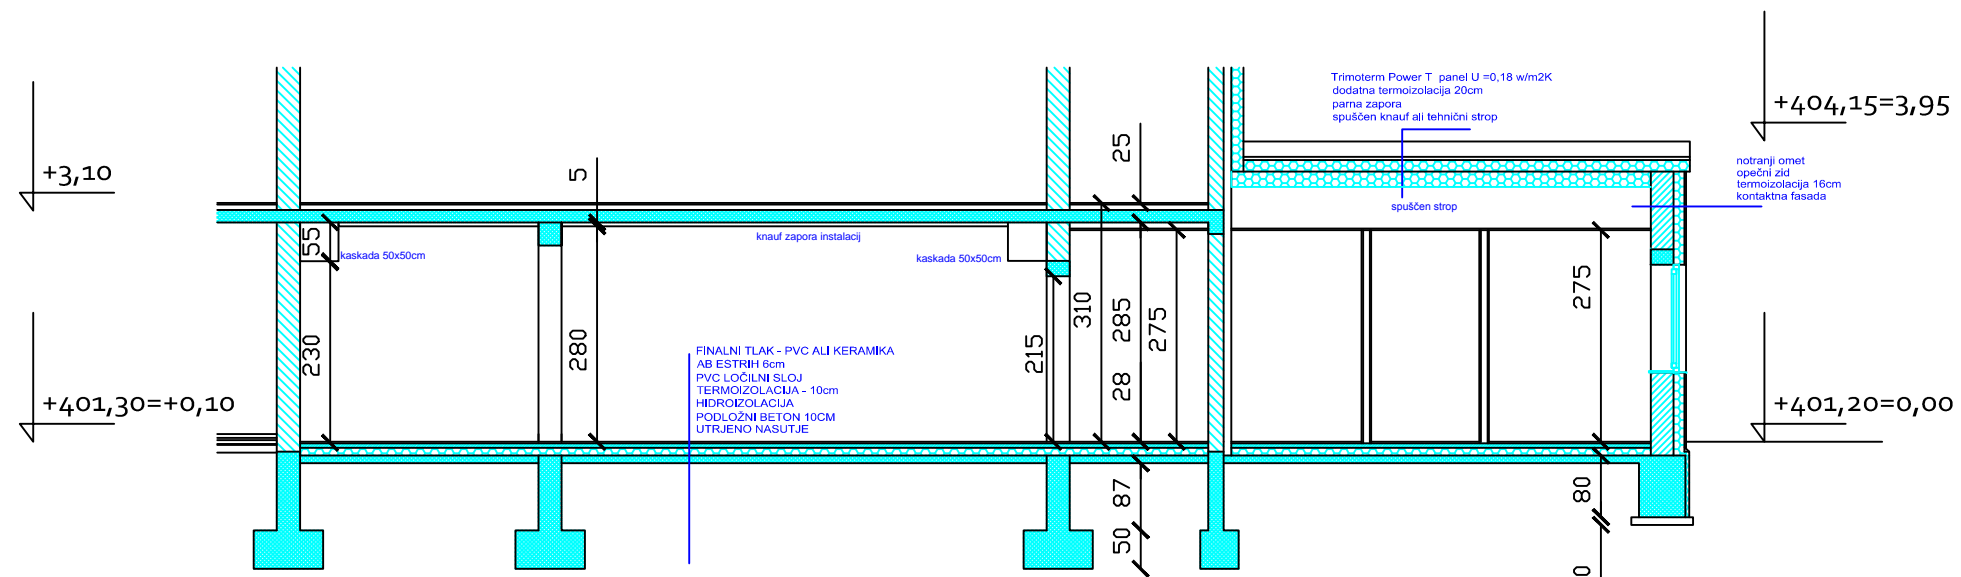 Trimoterm Power T panel U =0,18 w/m2K
dodatna termoizolacija 20cm
parna zapora
spuščen knauf ali tehnični strop
+404,15=3,95
+3,10
5
25
notranji omet
opečni zid
termoizolacija 16cm
kontaktna fasada
spuščen strop
knauf zapora instalacij
55
kaskada 50x50cm
kaskada 50x50cm
230
280
215
310
285
28
275
275
FINALNI TLAK - PVC ALI KERAMIKA
AB ESTRIH 6cm
PVC LOČILNI SLOJ
TERMOIZOLACIJA - 10cm
HIDROIZOLACIJA
PODLOŽNI BETON 10CM
UTRJENO NASUTJE
+401,30=+0,10
+401,20=0,00
87
50
80